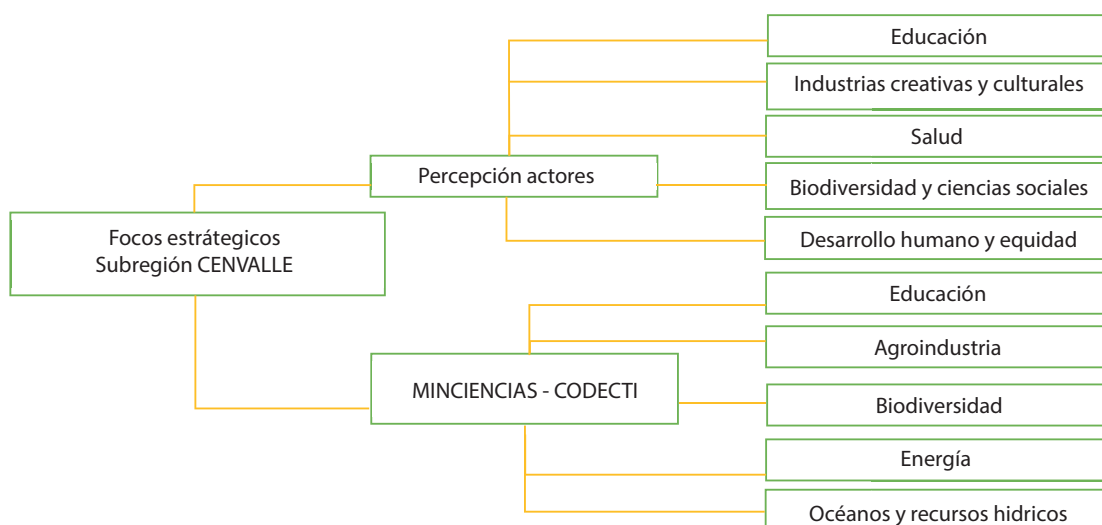 Educación
Industrias creativas y culturales
Salud
Percepción actores
Biodiversidad y ciencias sociales
Focos estrátegicos
Subregión CENVALLE
Desarrollo humano y equidad
Educación
Agroindustria
MINCIENCIAS - CODECTI
Biodiversidad
Energía
Océanos y recursos hidricos